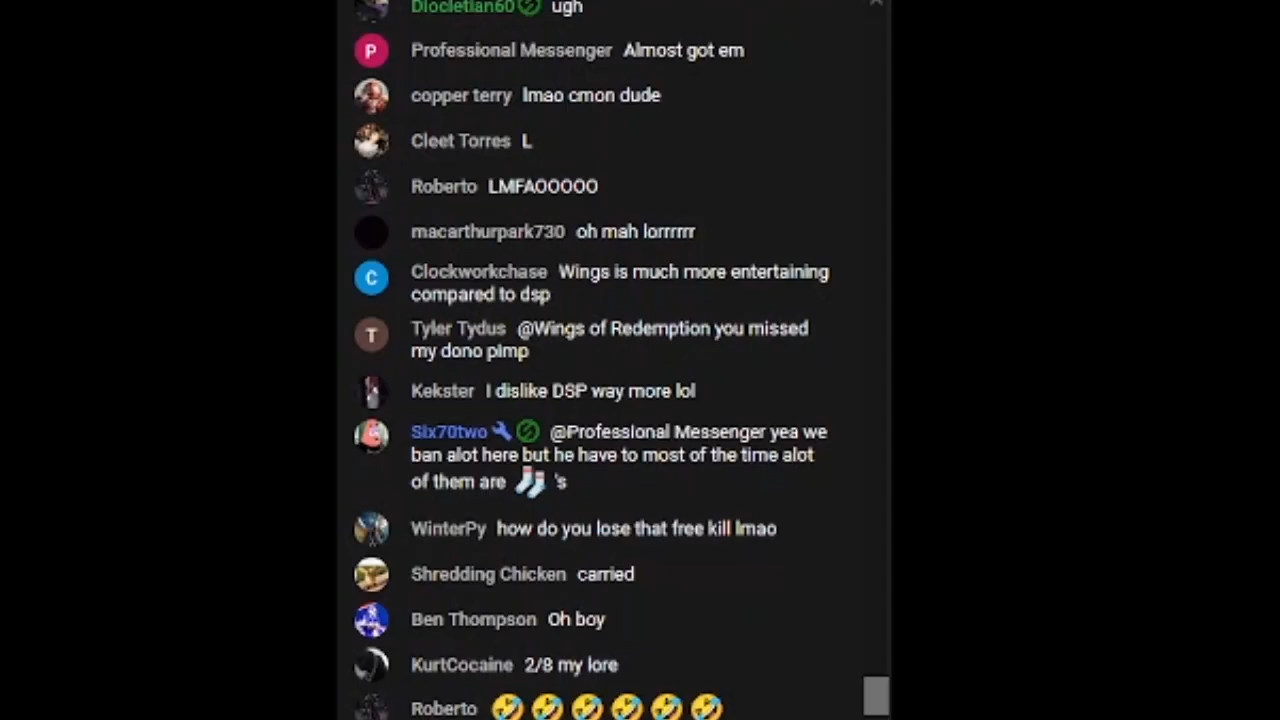 Diocletian60 ugh
P Professional Messenger Almost got em
copper terry lmao cmon dude
Cleet Torres L
Roberto LMFAOOOOO
macarthurpark730 oh mah lorrrrrr
C Clockworkchase Wings is much more entertaining
compared to dsp
T Tyler Tydus @Wings of Redemption you missed
my dono pimp
Kekster I dislike DSP way more lol
Six70two 🔧 @Professional Messenger yea we
ban alot here but he have to most of the time alot
of them are 🧦 's
WinterPy how do you lose that free kill lmao
Shredding Chicken carried
Ben Thompson Oh boy
KurtCocaine 2/8 my lore
Roberto 🤣🤣🤣🤣🤣🤣